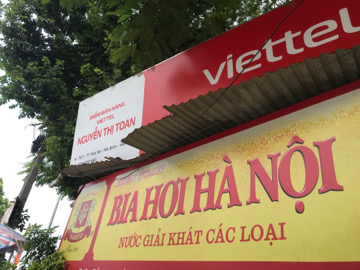 viettel
ĐIỂM BÁN HÀNG
VIETTEL
NGUYỄN THỊ TOAN
BIA HƠI HÀ NỘI
NƯỚC GIẢI KHÁT CÁC LOẠI